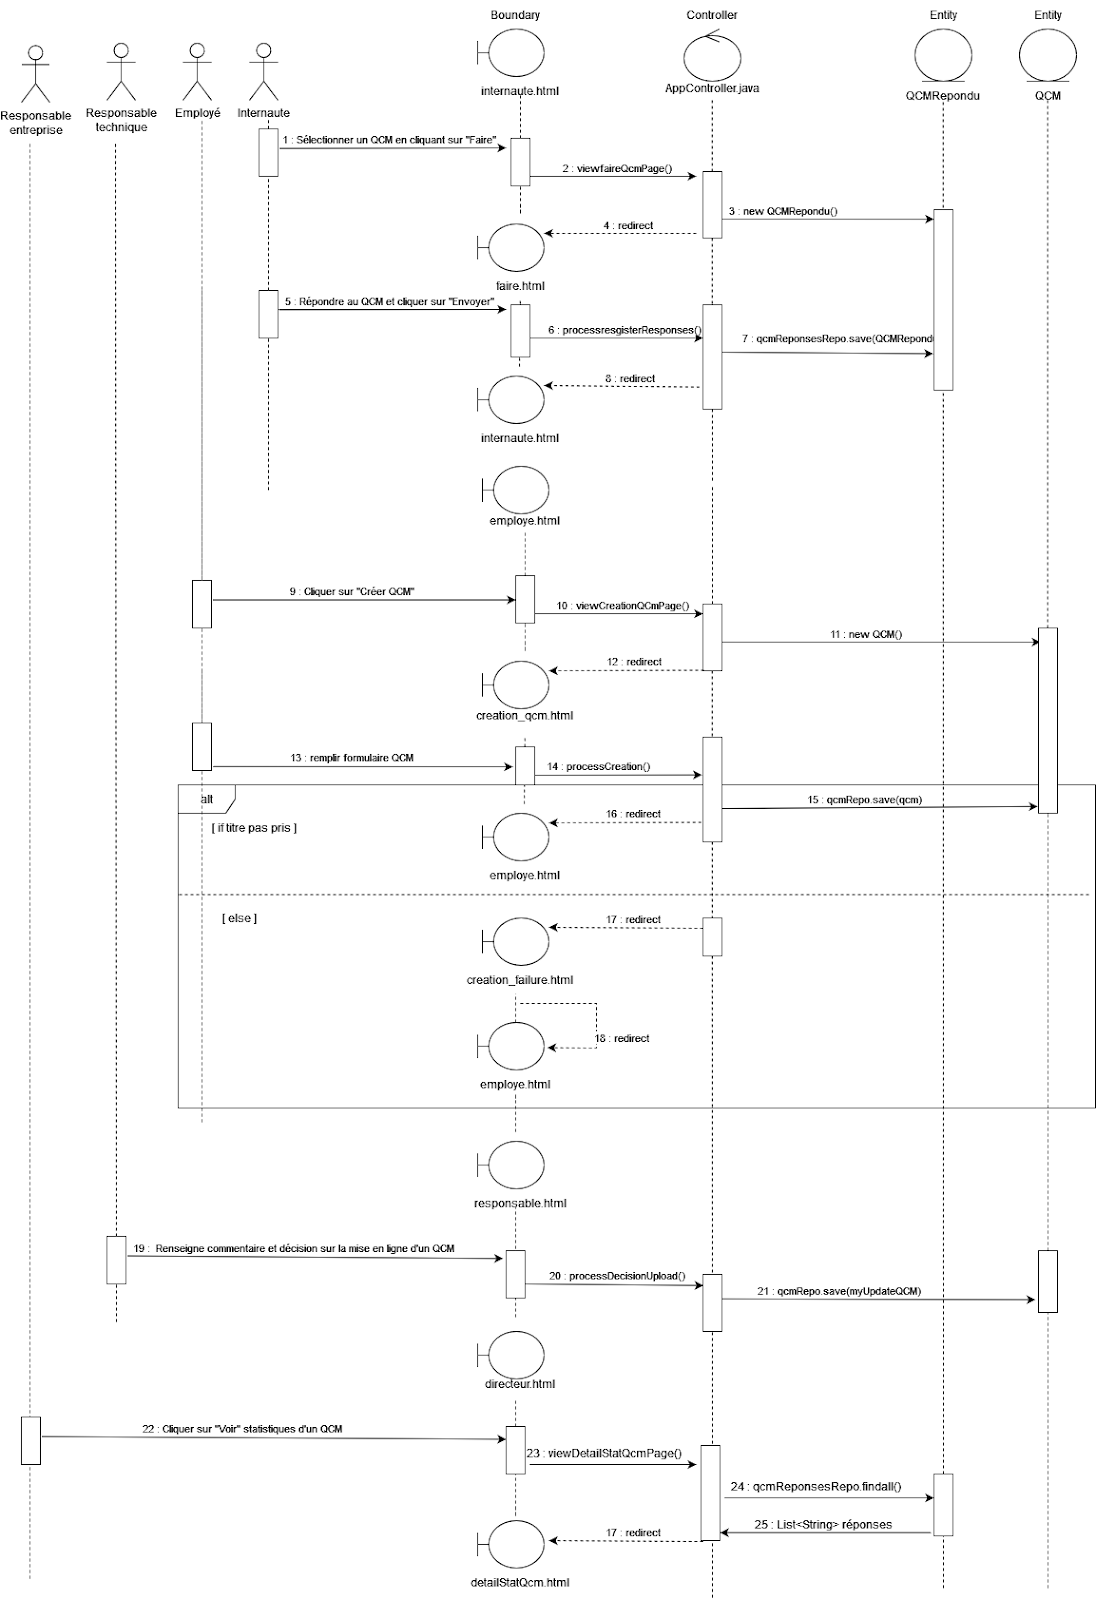 Boundary
Controller
Entity
Entity
Responsable
entreprise
Responsable
technique
Employé
Internaute
internaute.html
AppController.java
QCMRepondu
QCM
1 : Sélectionner un QCM en cliquant sur "Faire"
2 : viewfaireQcmPage()
3 : new QCMRepondu()
4 : redirect
faire.html
5 : Répondre au QCM et cliquer sur "Envoyer"
6 : processresgisterResponses()
7 : qcmReponsesRepo.save(QCMRepond
8 : redirect
internaute.html
employe.html
9 : Cliquer sur "Créer QCM"
10 : viewCreationQCmPage()
11 : new QCM()
12 : redirect
creation_qcm.html
13 : remplir formulaire QCM
14 : processCreation()
alt
15 : qcmRepo.save(qcm)
16 : redirect
[ if titre pas pris ]
employe.html
[ else ]
17 : redirect
creation_failure.html
18 : redirect
employe.html
responsable.html
19 : Renseigne commentaire et décision sur la mise en ligne d'un QCM
20 : processDecisionUpload()
21 : qcmRepo.save(myUpdateQCM)
directeur.html
22 : Cliquer sur "Voir" statistiques d'un QCM
23 : viewDetailStatQcmPage()
24 : qcmReponsesRepo.findall()
25 : List<String> réponses
17 : redirect
detailStatQcm.html